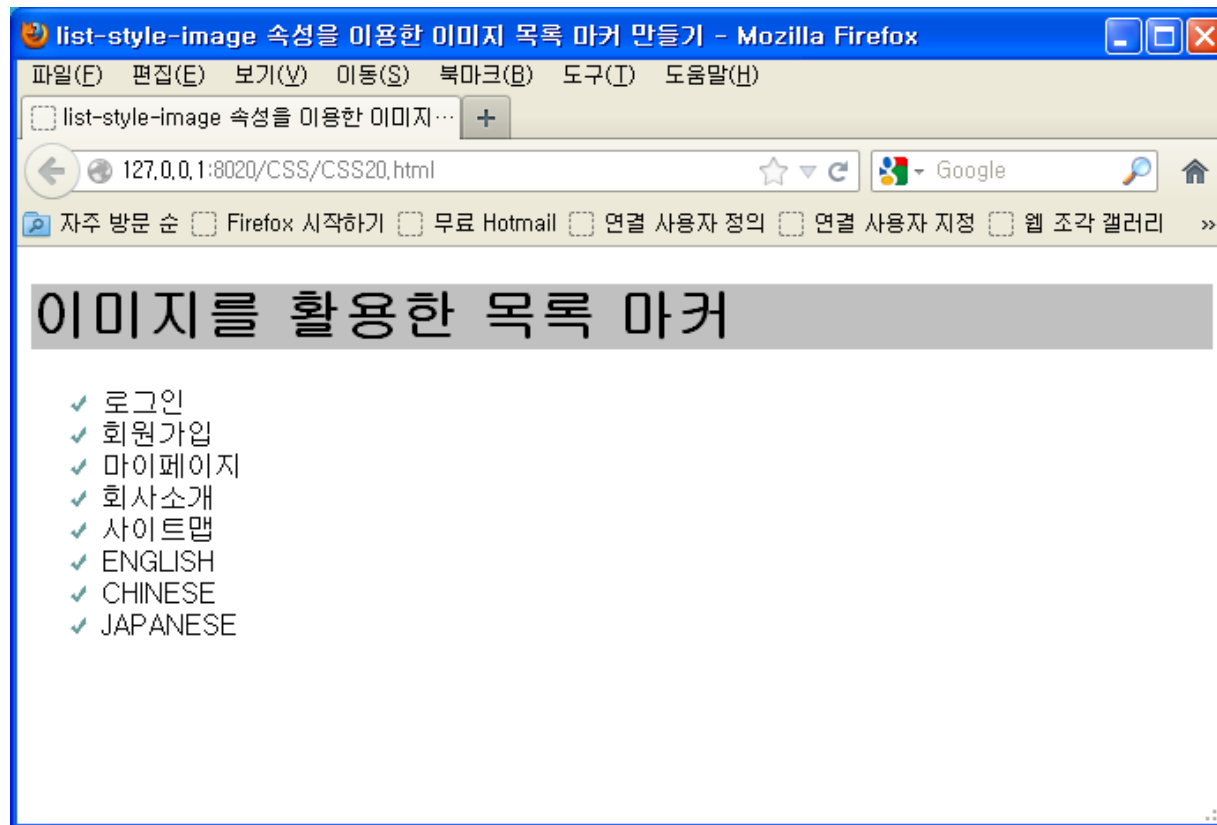 list-style-image 속성을 이용한 이미지 목록 마커 만들기 - Mozilla Firefox
파일(F) 편집(E) 보기(V) 이동(S) 북마크(B) 도구(T) 도움말(H)
list-style-image 속성을 이용한 이미지… +
127.0.0.1:8020/CSS/CSS20.html Google
자주 방문 순 Firefox 시작하기 무료 Hotmail 연결 사용자 정의 연결 사용자 지정 웹 조각 갤러리 »
이미지를 활용한 목록 마커
로그인
회원가입
마이페이지
회사소개
사이트맵
ENGLISH
CHINESE
JAPANESE